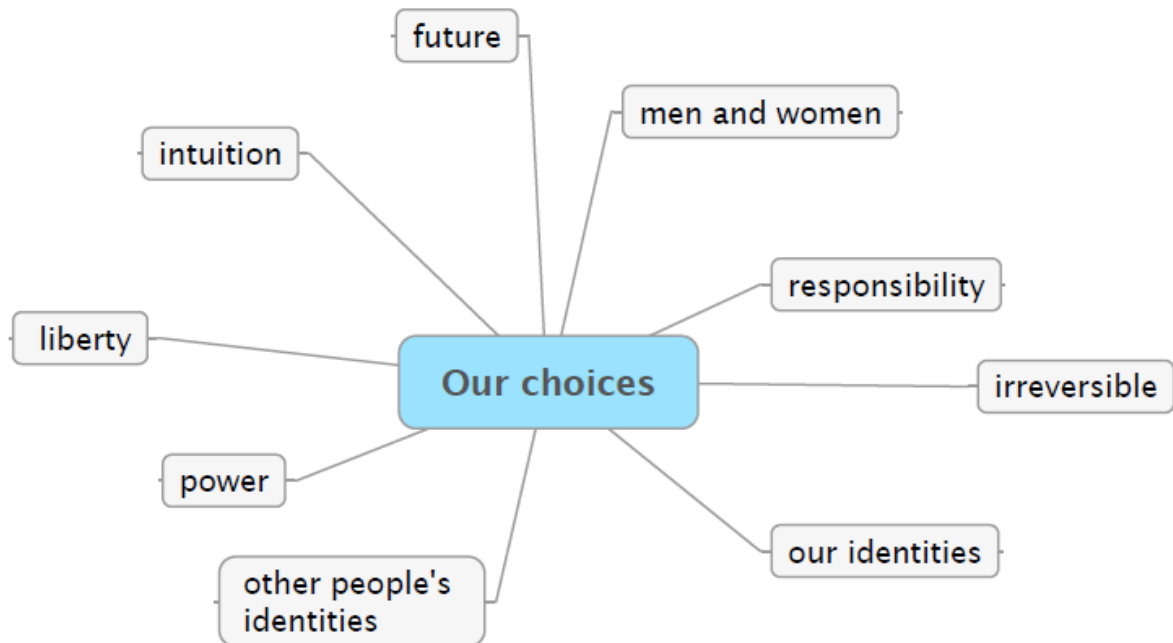 future
men and women
intuition
responsibility
liberty
Our choices
irreversible
power
our identities
other people's
identities